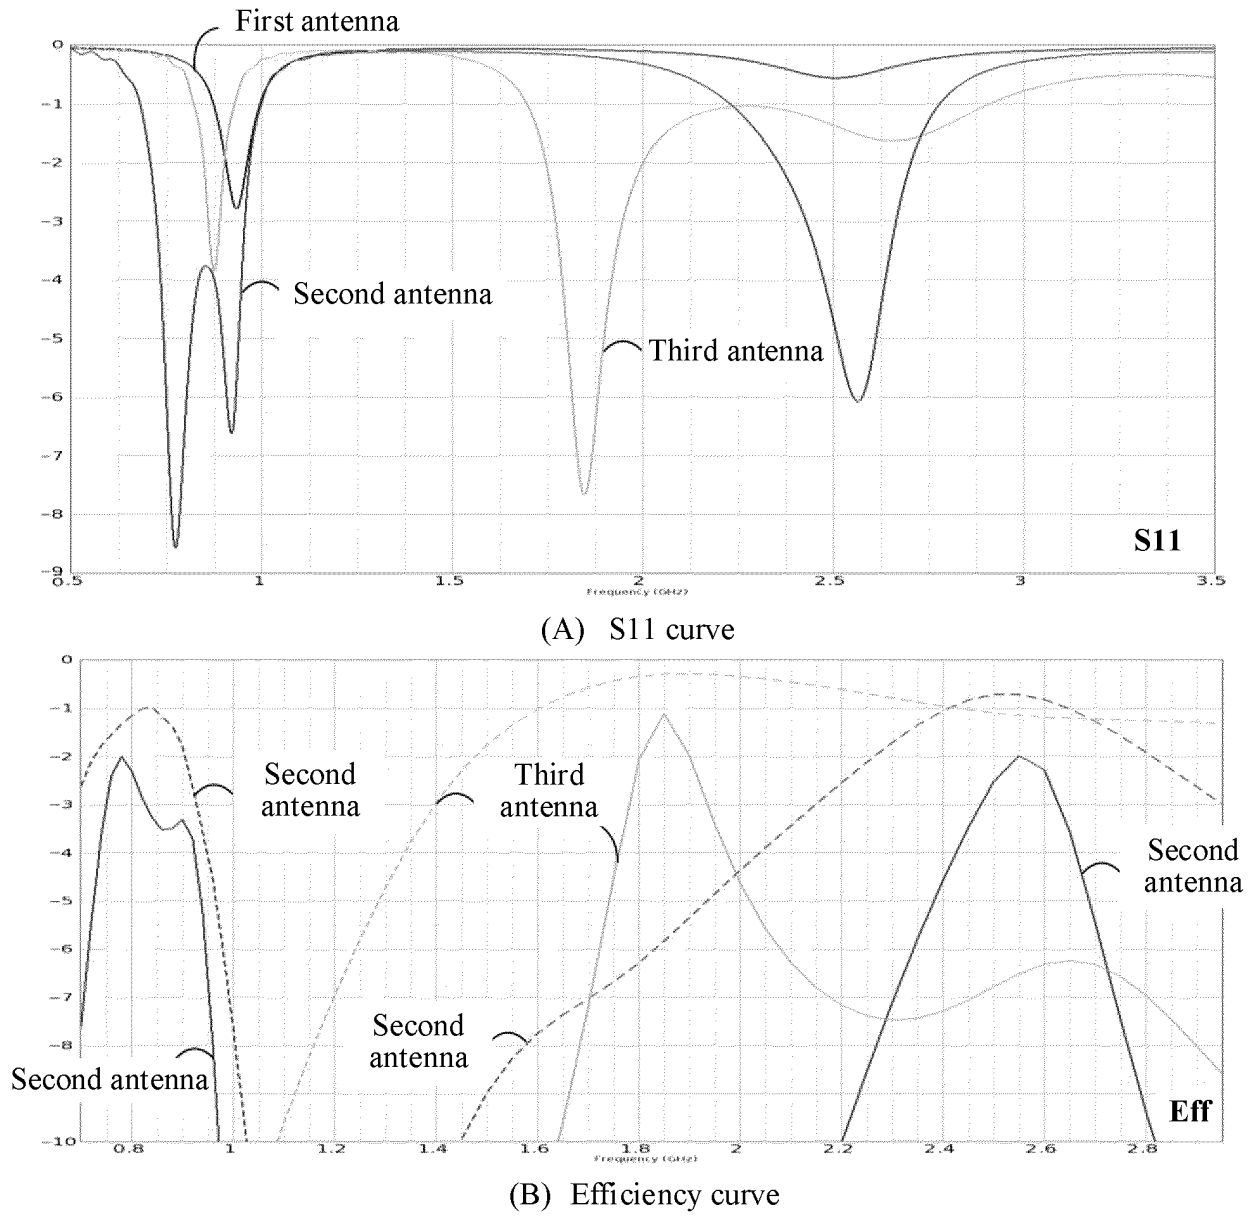 First antenna
0
-1
-2
-3
-4
Second antenna
-5
Third antenna
-6
-7
-8
S11
-9
0.5 1 1.5 2 2.5 3 3.5
Frequency (GHz)
(A) S11 curve
0
-1
-2
Second
antenna
Third
antenna
-3
-4
Second
antenna
-5
-6
-7
Second
antenna
-8
Second antenna
Eff
-10
0.8 1 1.2 1.4 1.6 1.8 2 2.2 2.4 2.6 2.8
Frequency (GHz)
(B) Efficiency curve